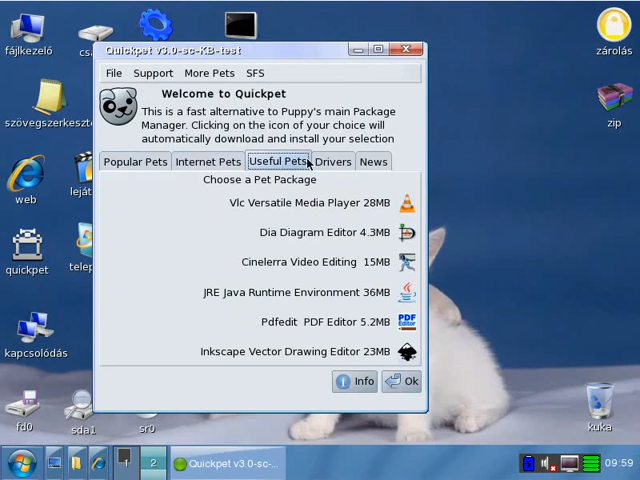 Quickpet v3.0-sc-KB-test
File Support More Pets SFS
Welcome to Quickpet
This is a fast alternative to Puppy's main Package
Manager. Clicking on the icon of your choice will
automatically download and install your selection
Popular Pets Internet Pets Useful Pets Drivers News
Choose a Pet Package
Vlc Versatile Media Player 28MB
Dia Diagram Editor 4.3MB
Cinelerra Video Editing 15MB
JRE Java Runtime Environment 36MB
Pdfedit PDF Editor 5.2MB
PDF
Editor
Inkscape Vector Drawing Editor 23MB
Info Ok
fájlkezelő
szövegszerkeszt
web
quickpet
kapcsolódás
fd0
sda1
sr0
zárolás
zip
kuka
1
2
Quickpet v3.0-sc-...
09:59